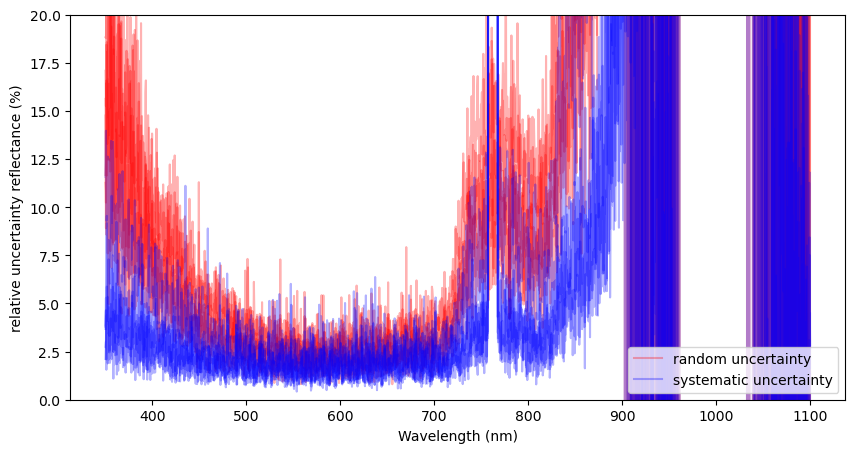 20.0
17.5
15.0
12.5
10.0
7.5
5.0
2.5
0.0
relative uncertainty reflectance (%)
400 500 600 700 800 900 1000 1100
Wavelength (nm)
random uncertainty
systematic uncertainty